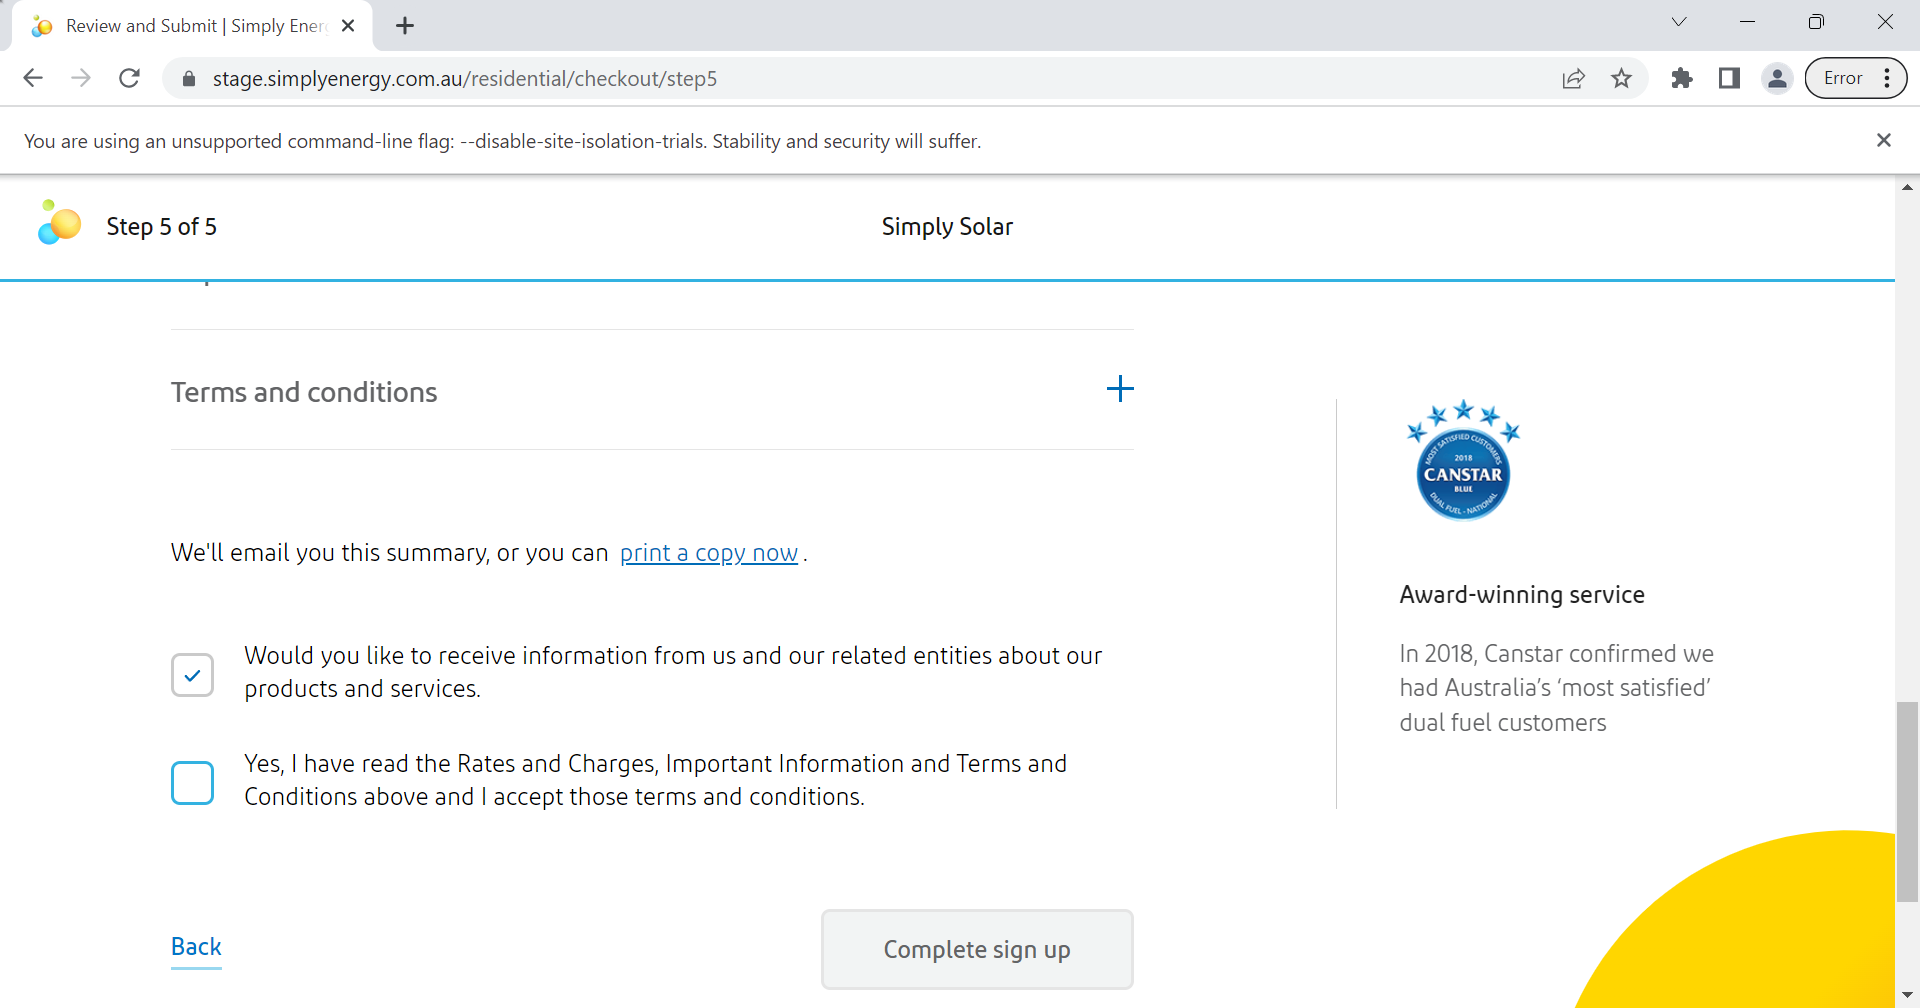 Review and Submit | Simply Ener
stage.simplyenergy.com.au/residential/checkout/step5
Error
You are using an unsupported command-line flag: --disable-site-isolation-trials. Stability and security will suffer.
Step 5 of 5
Simply Solar
Terms and conditions
MOST SATISFIED CUSTOMERS
2018
CANSTAR
BLUE
DUAL FUEL - NATIONAL
We'll email you this summary, or you can print a copy now .
Award-winning service
Would you like to receive information from us and our related entities about our
products and services.
In 2018, Canstar confirmed we
had Australia’s ‘most satisfied’
dual fuel customers
Yes, I have read the Rates and Charges, Important Information and Terms and
Conditions above and I accept those terms and conditions.
Back
Complete sign up